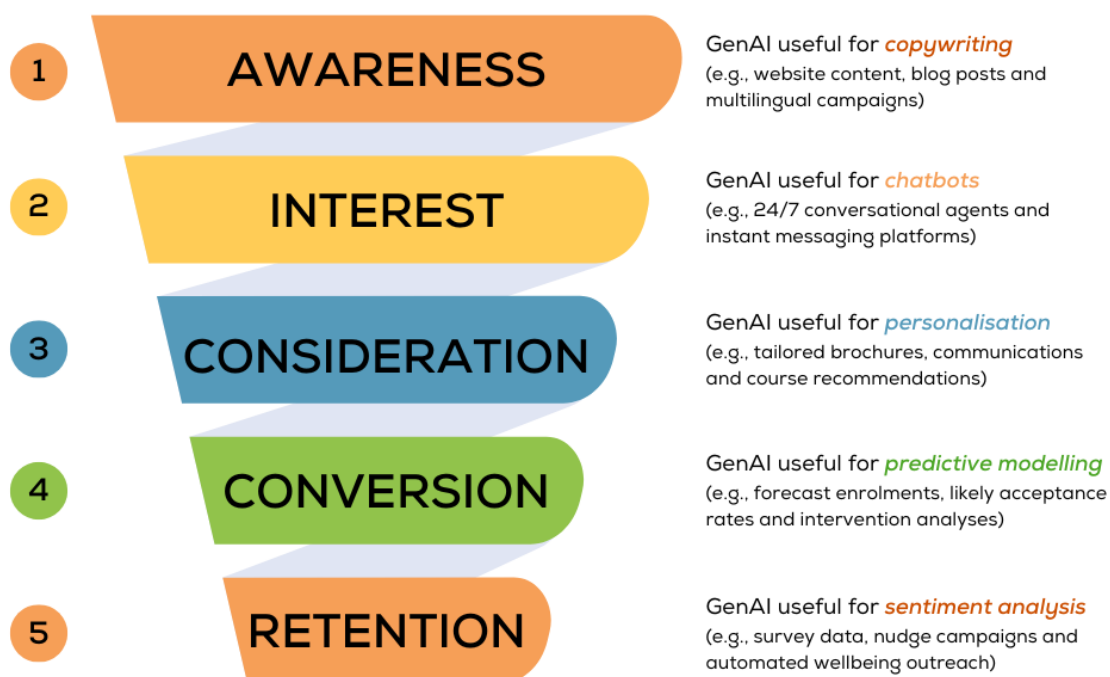 1
AWARENESS
GenAI useful for copywriting
(e.g., website content, blog posts and
multilingual campaigns)
2
INTEREST
GenAI useful for chatbots
(e.g., 24/7 conversational agents and
instant messaging platforms)
3
CONSIDERATION
GenAI useful for personalisation
(e.g., tailored brochures, communications
and course recommendations)
4
CONVERSION
GenAI useful for predictive modelling
(e.g., forecast enrolments, likely acceptance
rates and intervention analyses)
5
RETENTION
GenAI useful for sentiment analysis
(e.g., survey data, nudge campaigns and
automated wellbeing outreach)